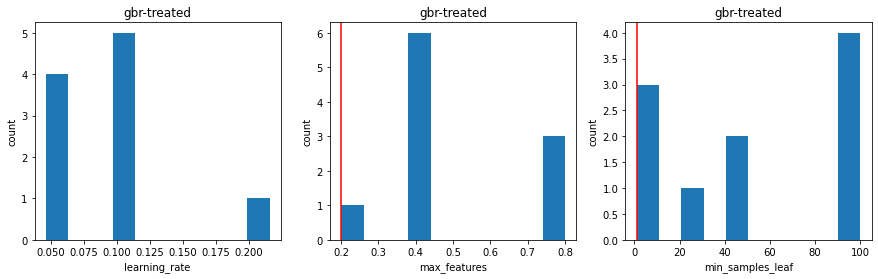 gbr-treated
5
4
3
2
1
0
count
0.050 0.075 0.100 0.125 0.150 0.175 0.200
learning_rate
gbr-treated
6
5
4
3
2
1
0
count
0.2 0.3 0.4 0.5 0.6 0.7 0.8
max_features
gbr-treated
4.0
3.5
3.0
2.5
2.0
1.5
1.0
0.5
0.0
count
0 20 40 60 80 100
min_samples_leaf